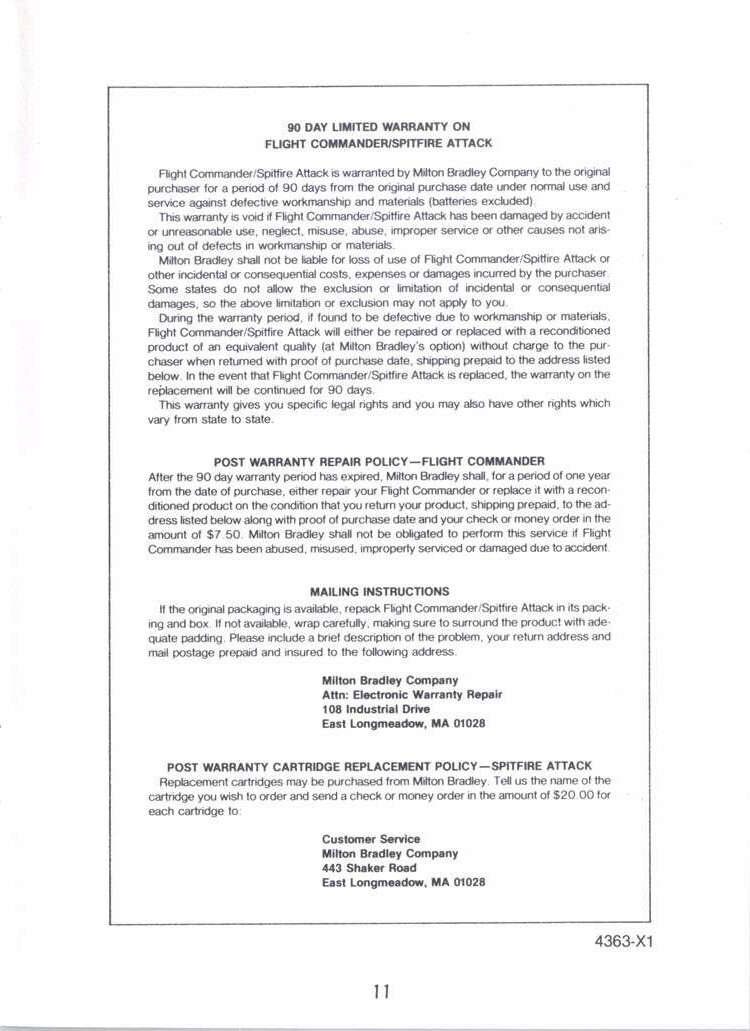 90 DAY LIMITED WARRANTY ON
FLIGHT COMMANDER/SPITFIRE ATTACK
Flight Commander/Spitfire Attack is warranted by Milton Bradley Company to the original
purchaser for a period of 90 days from the original purchase date under normal use and
service against defective workmanship and materials (batteries excluded).
This warranty is void if Flight Commander/Spitfire Attack has been damaged by accident
or unreasonable use, neglect, misuse, abuse, improper service or other causes not aris-
ing out of defects in workmanship or materials.
Milton Bradley shall not be liable for loss of use of Flight Commander/Spitfire Attack or
other incidental or consequential costs, expenses or damages incurred by the purchaser.
Some states do not allow the exclusion or limitation of incidental or consequential
damages, so the above limitation or exclusion may not apply to you.
During the warranty period, if found to be defective due to workmanship or materials,
Flight Commander/Spitfire Attack will either be repaired or replaced with a reconditioned
product of an equivalent quality (at Milton Bradley's option) without charge to the pur-
chaser when returned with proof of purchase date, shipping prepaid to the address listed
below. In the event that Flight Commander/Spitfire Attack is replaced, the warranty on the
replacement will be continued for 90 days.
This warranty gives you specific legal rights and you may also have other rights which
vary from state to state.
POST WARRANTY REPAIR POLICY—FLIGHT COMMANDER
After the 90 day warranty period has expired, Milton Bradley shall, for a period of one year
from the date of purchase, either repair your Flight Commander or replace it with a recon-
ditioned product on the condition that you return your product, shipping prepaid, to the ad-
dress listed below along with proof of purchase date and your check or money order in the
amount of $7.50. Milton Bradley shall not be obligated to perform this service if Flight
Commander has been abused, misused, improperly serviced or damaged due to accident.
MAILING INSTRUCTIONS
If the original packaging is available, repack Flight Commander/Spitfire Attack in its pack-
ing and box. If not available, wrap carefully, making sure to surround the product with ade-
quate padding. Please include a brief description of the problem, your return address and
mail postage prepaid and insured to the following address.
Milton Bradley Company
Attn: Electronic Warranty Repair
108 Industrial Drive
East Longmeadow, MA 01028
POST WARRANTY CARTRIDGE REPLACEMENT POLICY—SPITFIRE ATTACK
Replacement cartridges may be purchased from Milton Bradley. Tell us the name of the
cartridge you wish to order and send a check or money order in the amount of $20.00 for
each cartridge to:
Customer Service
Milton Bradley Company
443 Shaker Road
East Longmeadow, MA 01028
4363-X1
11